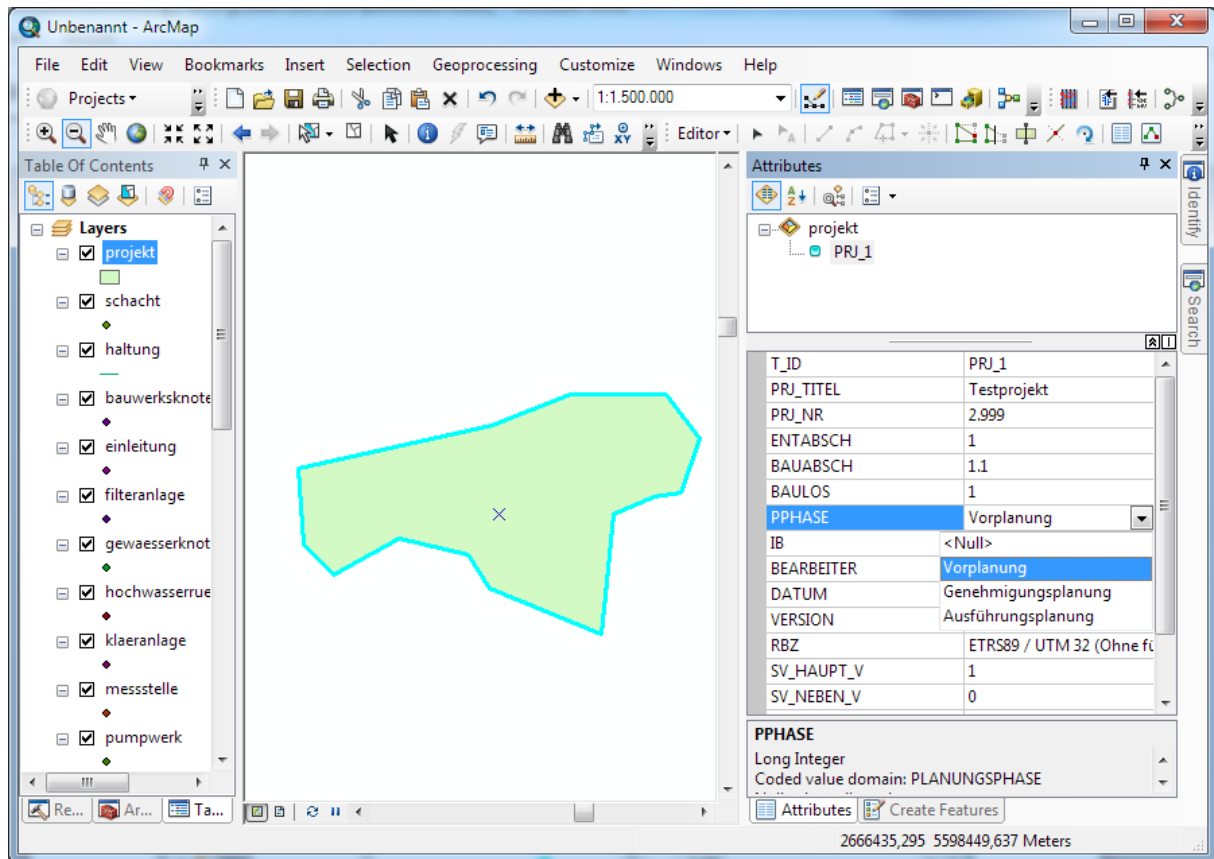 Unbenannt - ArcMap
File Edit View Bookmarks Insert Selection Geoprocessing Customize Windows Help
Projects 1:1.500.000
Editor
Table Of Contents
Layers
projekt
schacht
haltung
bauwerksknote
einleitung
filteranlage
gewaesserknot
hochwasserrue
klaeranlage
messstelle
pumpwerk
Re... Ar... Ta...
Attributes
projekt
PRJ_1
T_ID PRJ_1
PRJ_TITEL Testprojekt
PRJ_NR 2.999
ENTABSCH 1
BAUABSCH 1.1
BAULOS 1
PPHASE Vorplanung
IB <Null>
BEARBEITER Vorplanung
DATUM Genehmigungsplanung
VERSION Ausführungsplanung
RBZ ETRS89 / UTM 32 (Ohne fü
SV_HAUPT_V 1
SV_NEBEN_V 0
PPHASE
Long Integer
Coded value domain: PLANUNGSPHASE
Attributes Create Features
Identify
Search
2666435,295 5598449,637 Meters